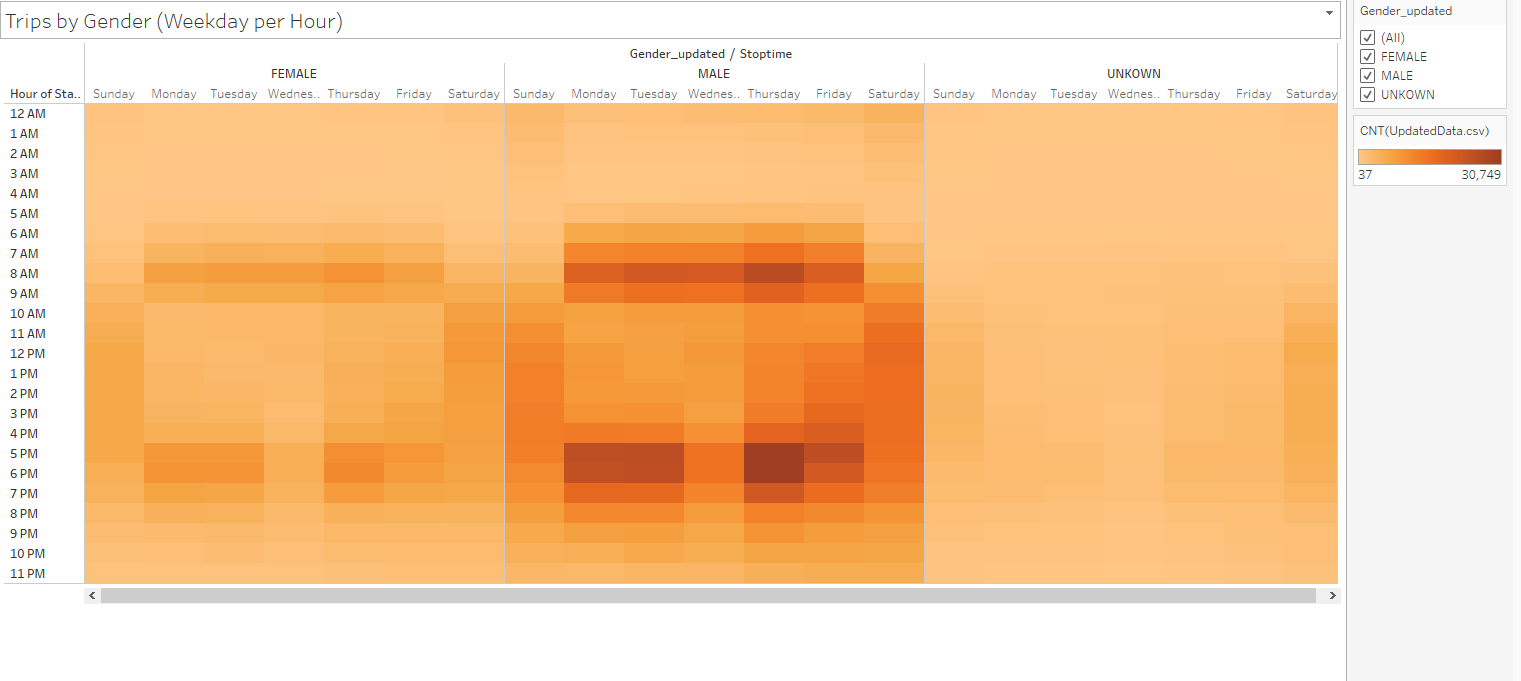 Trips by Gender (Weekday per Hour)
Gender_updated / Stoptime
FEMALE MALE UNKOWN
Hour of Sta.. Sunday Monday Tuesday Wednes.. Thursday Friday Saturday Sunday Monday Tuesday Wednes.. Thursday Friday Saturday Sunday Monday Tuesday Wednes.. Thursday Friday Saturday
12 AM
1 AM
2 AM
3 AM
4 AM
5 AM
6 AM
7 AM
8 AM
9 AM
10 AM
11 AM
12 PM
1 PM
2 PM
3 PM
4 PM
5 PM
6 PM
7 PM
8 PM
9 PM
10 PM
11 PM
Gender_updated
(All)
FEMALE
MALE
UNKOWN
CNT(UpdatedData.csv)
37 30,749